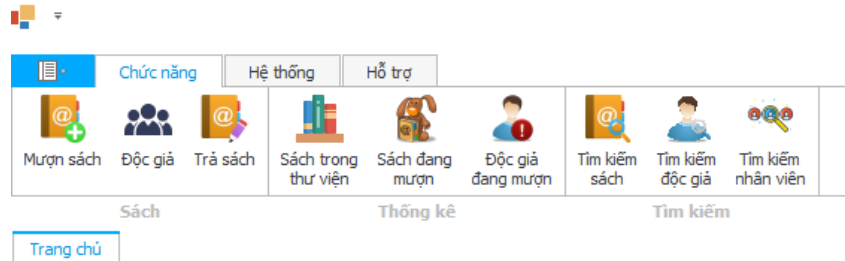 Chức năng Hệ thống Hỗ trợ
Mượn sách Độc giả Trả sách Sách trong thư viện Sách đang mượn Độc giả đang mượn Tìm kiếm sách Tìm kiếm độc giả Tìm kiếm nhân viên
Sách Thống kê Tìm kiếm
Trang chủ